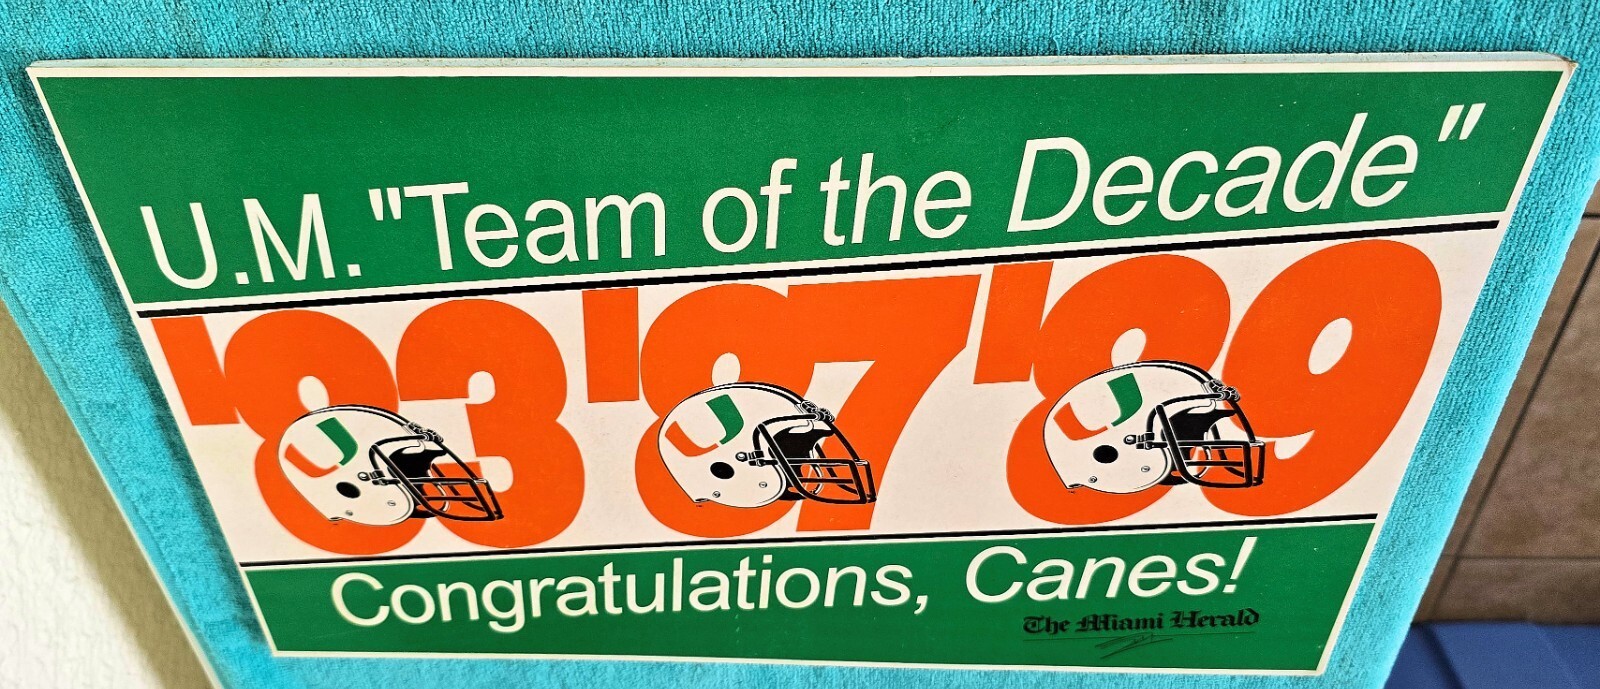 U.M. "Team of the Decade"
'83 '87 '89
Congratulations, Canes!
The Miami Herald